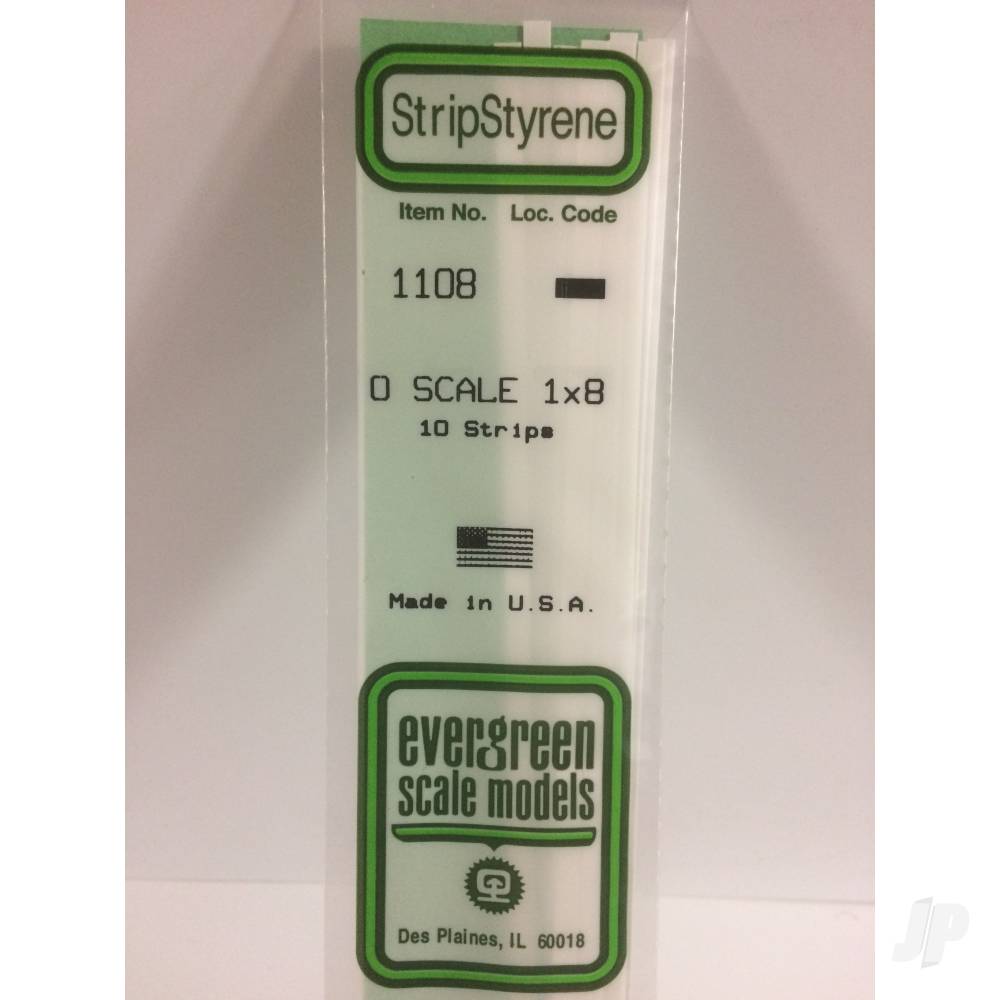 StripStyrene
Item No. Loc. Code
1108
O SCALE 1x8
10 Strips
Made in U.S.A.
evergreen
scale models
Des Plaines, IL 60018
JP